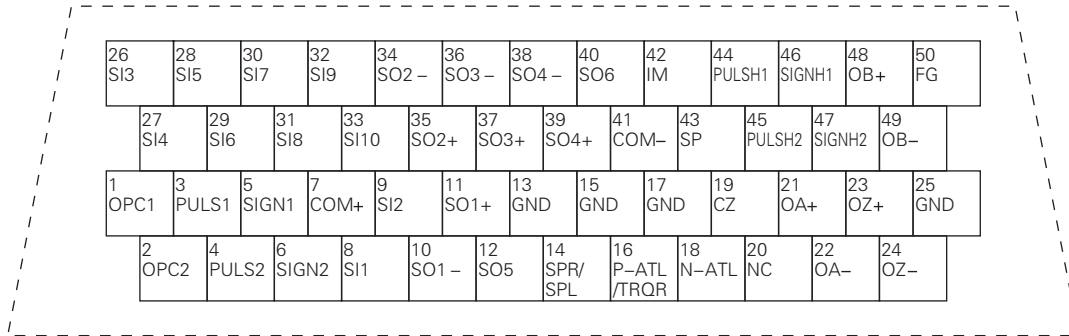 26 28 30 32 34 36 38 40 42 44 46 48 50
SI3 SI5 SI7 SI9 SO2− SO3− SO4− SO6 IM PULSH1 SIGNH1 OB+ FG
27 29 31 33 35 37 39 41 43 45 47 49
SI4 SI6 SI8 SI10 SO2+ SO3+ SO4+ COM− SP PULSH2 SIGNH2 OB−
1 3 5 7 9 11 13 15 17 19 21 23 25
OPC1 PULS1 SIGN1 COM+ SI2 SO1+ GND GND GND CZ OA+ OZ+ GND
2 4 6 8 10 12 14 16 18 20 22 24
OPC2 PULS2 SIGN2 SI1 SO1− SO5 SPR/ P−ATL N−ATL NC OA− OZ−
SPL /TRQR